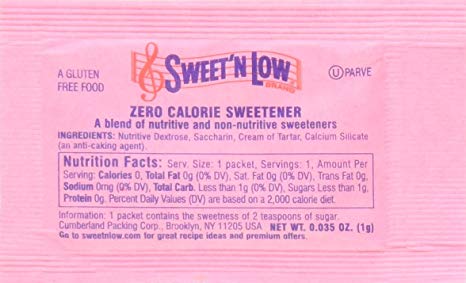 SWEET'N LOW
BRAND
A GLUTEN
FREE FOOD
U PARVE
ZERO CALORIE SWEETENER
A blend of nutritive and non-nutritive sweeteners
INGREDIENTS: Nutritive Dextrose, Saccharin, Cream of Tartar, Calcium Silicate
(an anti-caking agent).
Nutrition Facts: Serv. Size: 1 packet, Servings: 1, Amount Per
Serving: Calories 0, Total Fat 0g (0% DV), Sat. Fat 0g (0% DV), Trans Fat 0g,
Sodium 0mg (0% DV), Total Carb. Less than 1g (0% DV), Sugars Less than 1g,
Protein 0g. Percent Daily Values (DV) are based on a 2,000 calorie diet.
Information: 1 packet contains the sweetness of 2 teaspoons of sugar.
Cumberland Packing Corp., Brooklyn, NY 11205 USA NET WT. 0.035 OZ. (1g)
Go to sweetnlow.com for great recipe ideas and premium offers.